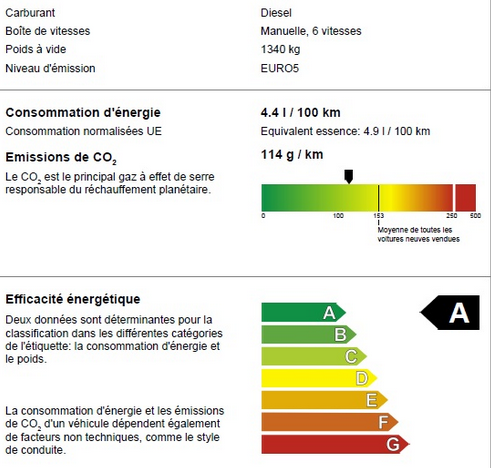 Carburant Diesel
Boîte de vitesses Manuelle, 6 vitesses
Poids à vide 1340 kg
Niveau d'émission EURO5
Consommation d'énergie 4.4 l / 100 km
Consommation normalisées UE Equivalent essence: 4.9 l / 100 km
Emissions de CO2 114 g / km
Le CO2 est le principal gaz à effet de serre
responsable du réchauffement planétaire.
0 100 153 250 500
Moyenne de toutes les
voitures neuves vendues
Efficacité énergétique
Deux données sont déterminantes pour la
classification dans les différentes catégories
de l'étiquette: la consommation d'énergie et
le poids.
A
A
B
C
D
E
F
G
La consommation d'énergie et les émissions
de CO2 d'un véhicule dépendent également
de facteurs non techniques, comme le style
de conduite.